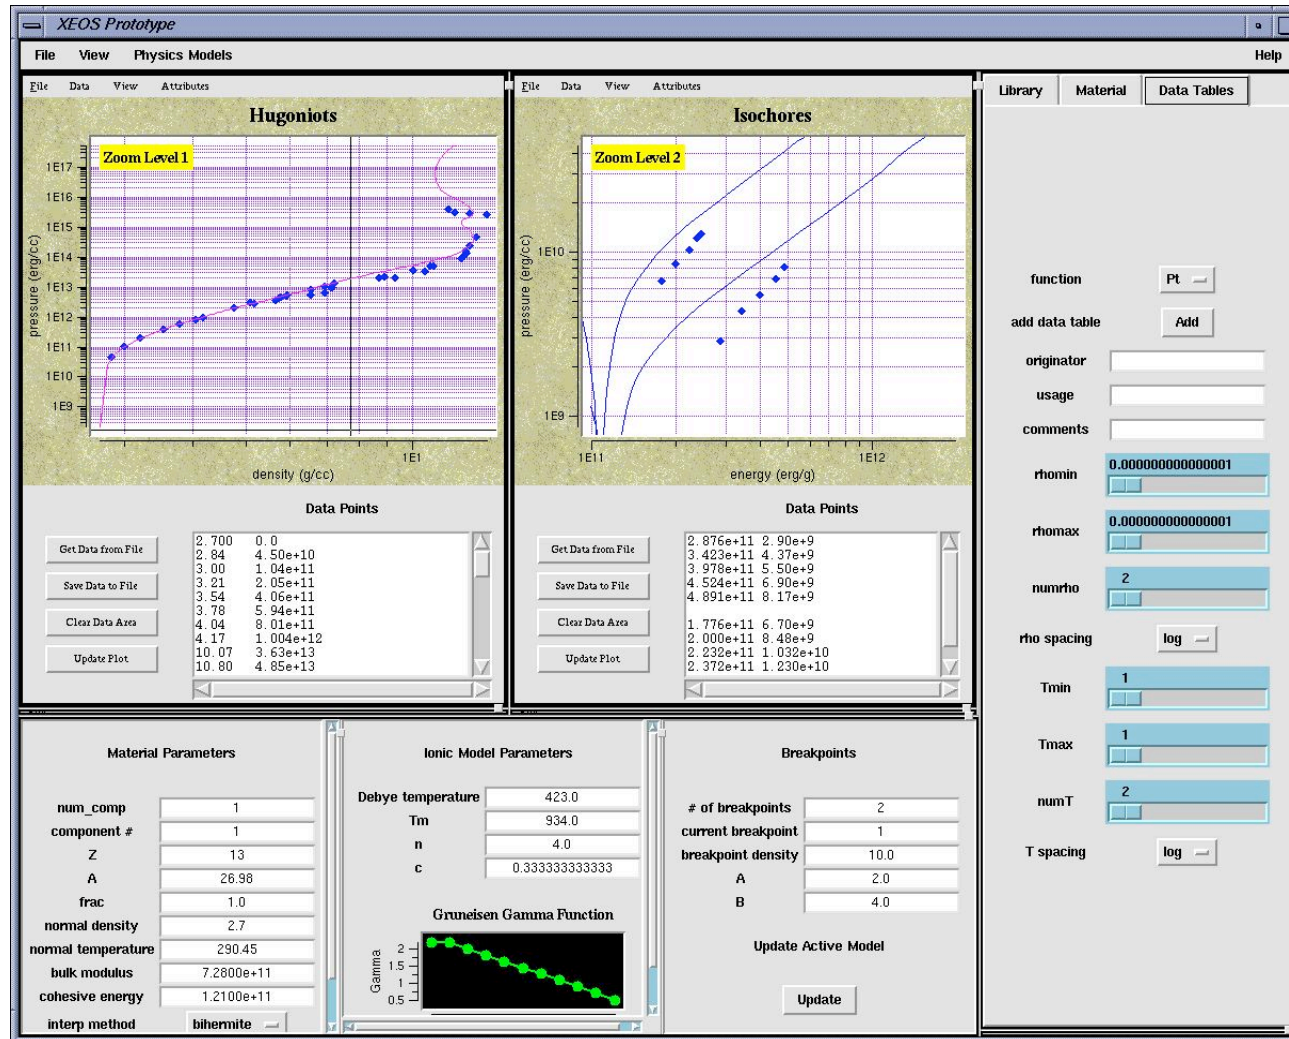 XEOS Prototype
File View Physics Models Help
File Data View Attributes
Hugoniots
Zoom Level 1
1E17
1E16
1E15
1E14
1E13
1E12
1E11
1E10
1E9
pressure (erg/cc)
1E1
density (g/cc)
Data Points
Get Data from File
Save Data to File
Clear Data Area
Update Plot
2.700 0.0
2.84 4.50e+10
3.00 1.04e+11
3.21 2.05e+11
3.54 4.06e+11
3.78 5.94e+11
4.04 8.01e+11
4.17 1.004e+12
10.07 3.63e+13
10.80 4.85e+13
File Data View Attributes
Isochores
Zoom Level 2
1E10
1E9
pressure (erg/cc)
1E11 1E12
energy (erg/g)
Data Points
Get Data from File
Save Data to File
Clear Data Area
Update Plot
2.876e+11 2.90e+9
3.423e+11 4.37e+9
3.978e+11 5.50e+9
4.524e+11 6.90e+9
4.891e+11 8.17e+9
1.776e+11 6.70e+9
2.000e+11 8.48e+9
2.232e+11 1.032e+10
2.372e+11 1.230e+10
Library Material Data Tables
function Pt
add data table Add
originator
usage
comments
rhomin 0.000000000000001
rhomax 0.000000000000001
numrho 2
rho spacing log
Tmin 1
Tmax 1
numT 2
T spacing log
Material Parameters
num_comp 1
component # 1
Z 13
A 26.98
frac 1.0
normal density 2.7
normal temperature 290.45
bulk modulus 7.2800e+11
cohesive energy 1.2100e+11
interp method bihermite
Ionic Model Parameters
Debye temperature 423.0
Tm 934.0
n 4.0
c 0.333333333333
Gruneisen Gamma Function
Gamma
2
1.5
1
0.5
Breakpoints
# of breakpoints 2
current breakpoint 1
breakpoint density 10.0
A 2.0
B 4.0
Update Active Model
Update